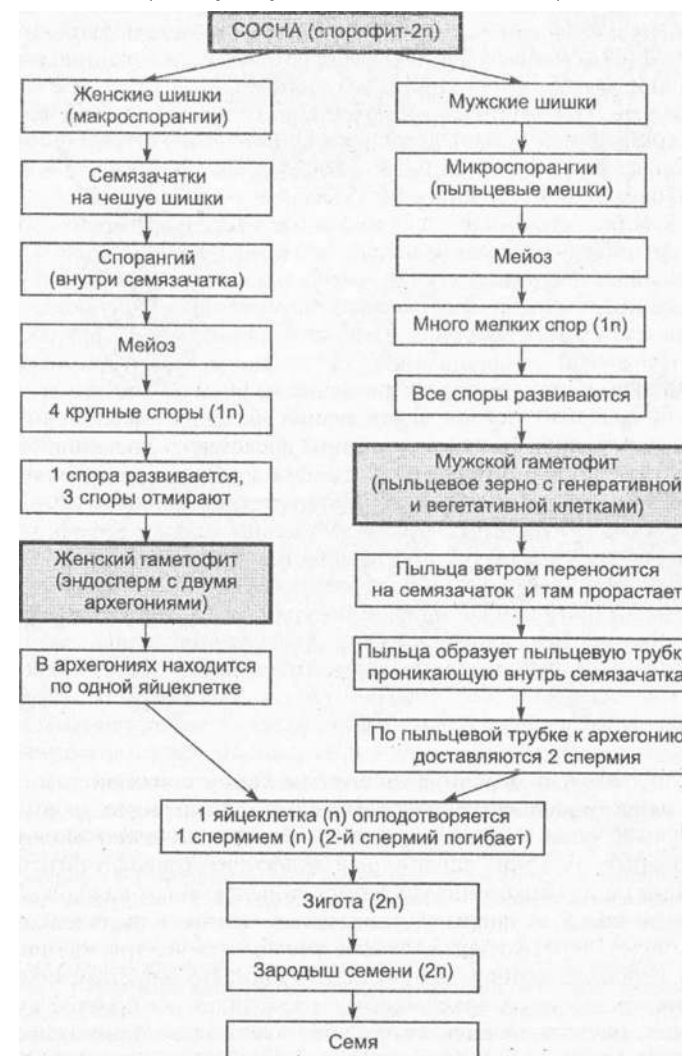 СОСНА (спорофит-2n)
Женские шишки
(макроспорангии)
Семязачатки
на чешуе шишки
Спорангий
(внутри семязачатка)
Мейоз
4 крупные споры (1n)
1 спора развивается,
3 споры отмирают
Женский гаметофит
(эндосперм с двумя
архегониями)
В архегониях находится
по одной яйцеклетке
Мужские шишки
Микроспорангии
(пыльцевые мешки)
Мейоз
Много мелких спор (1n)
Все споры развиваются
Мужской гаметофит
(пыльцевое зерно с генеративной
и вегетативной клетками)
Пыльца ветром переносится
на семязачаток и там прорастает
Пыльца образует пыльцевую трубк
проникающую внутрь семязачатка
По пыльцевой трубке к архегонию
доставляются 2 спермия
1 яйцеклетка (n) оплодотворяется
1 спермием (n) (2-й спермий погибает)
Зигота (2n)
Зародыш семени (2n)
Семя